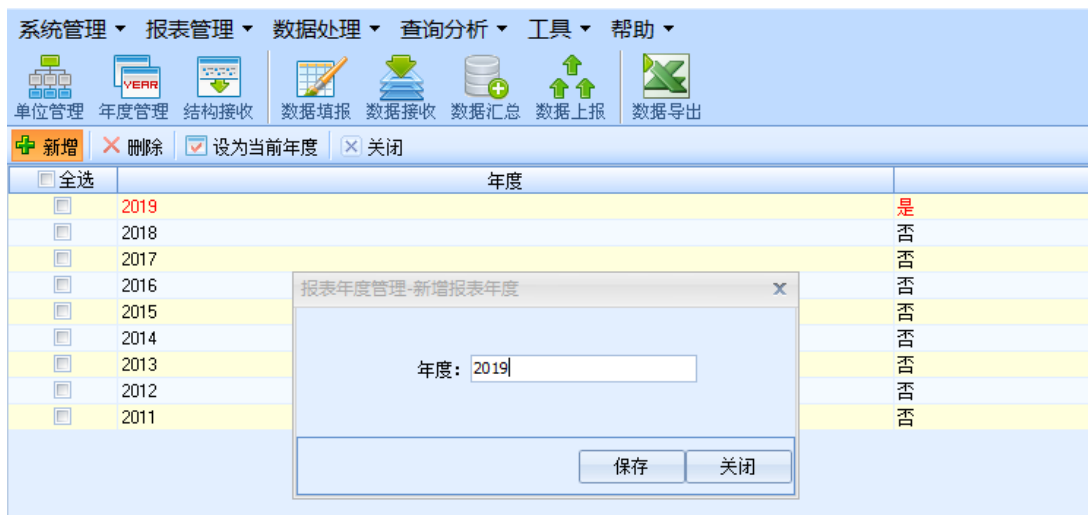 系统管理 报表管理 数据处理 查询分析 工具 帮助
YEAR
单位管理 年度管理 结构接收 数据填报 数据接收 数据汇总 数据上报 数据导出
新增 删除 设为当前年度 关闭
全选 年度
2019 是
2018 否
2017 否
2016 否
2015 否
2014 否
2013 否
2012 否
2011 否
报表年度管理-新增报表年度
年度: 2019
保存 关闭